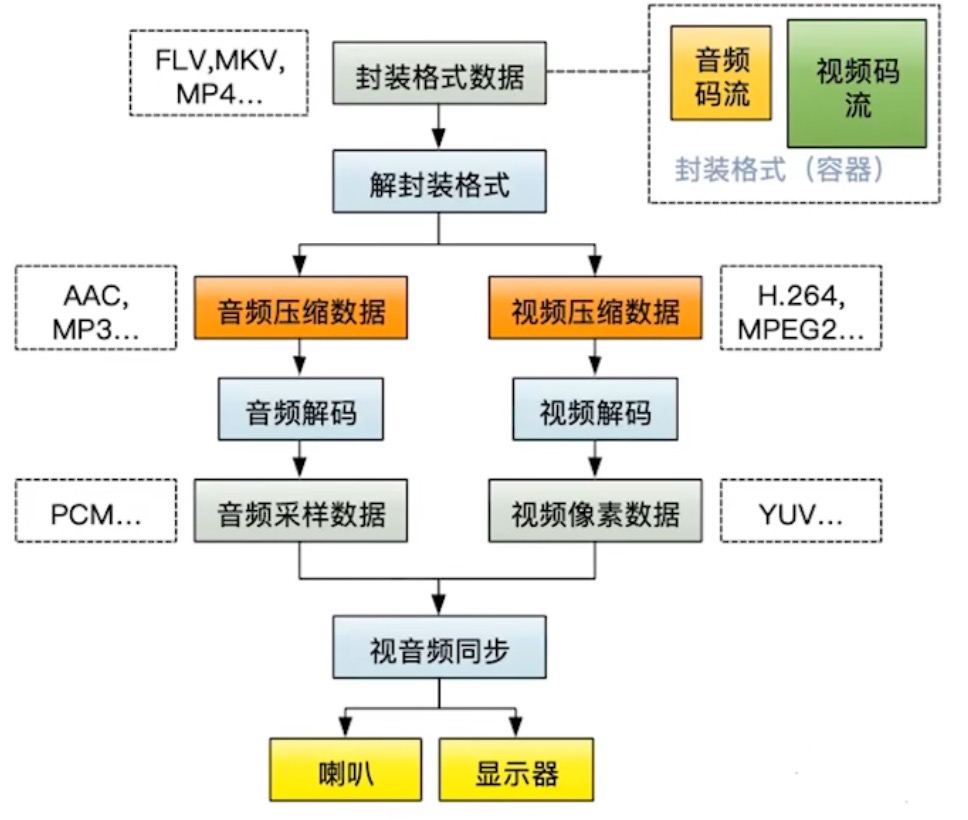 FLV,MKV,
MP4...
封装格式数据
音频
码流
视频码
流
封装格式（容器）
解封装格式
AAC,
MP3...
音频压缩数据
视频压缩数据
H.264,
MPEG2...
音频解码
视频解码
PCM...
音频采样数据
视频像素数据
YUV...
视音频同步
喇叭
显示器